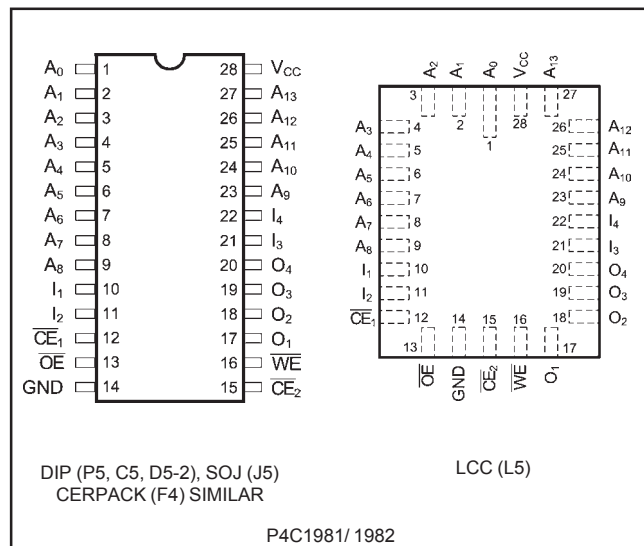 A0 1 28 VCC
A1 2 27 A13
A2 3 26 A12
A3 4 25 A11
A4 5 24 A10
A5 6 23 A9
A6 7 22 I4
A7 8 21 I3
A8 9 20 O4
I1 10 19 O3
I2 11 18 O2
CE1 12 17 O1
OE 13 16 WE
GND 14 15 CE2
DIP (P5, C5, D5-2), SOJ (J5)
CERPACK (F4) SIMILAR
A2 A1 A0 VCC A13
3 2 1 28 27
A3 4 26 A12
A4 5 25 A11
A5 6 24 A10
A6 7 23 A9
A7 8 22 I4
A8 9 21 I3
I1 10 20 O4
I2 11 19 O3
CE1 12 18 O2
13 14 15 16 17
OE GND CE2 WE O1
LCC (L5)
P4C1981/ 1982